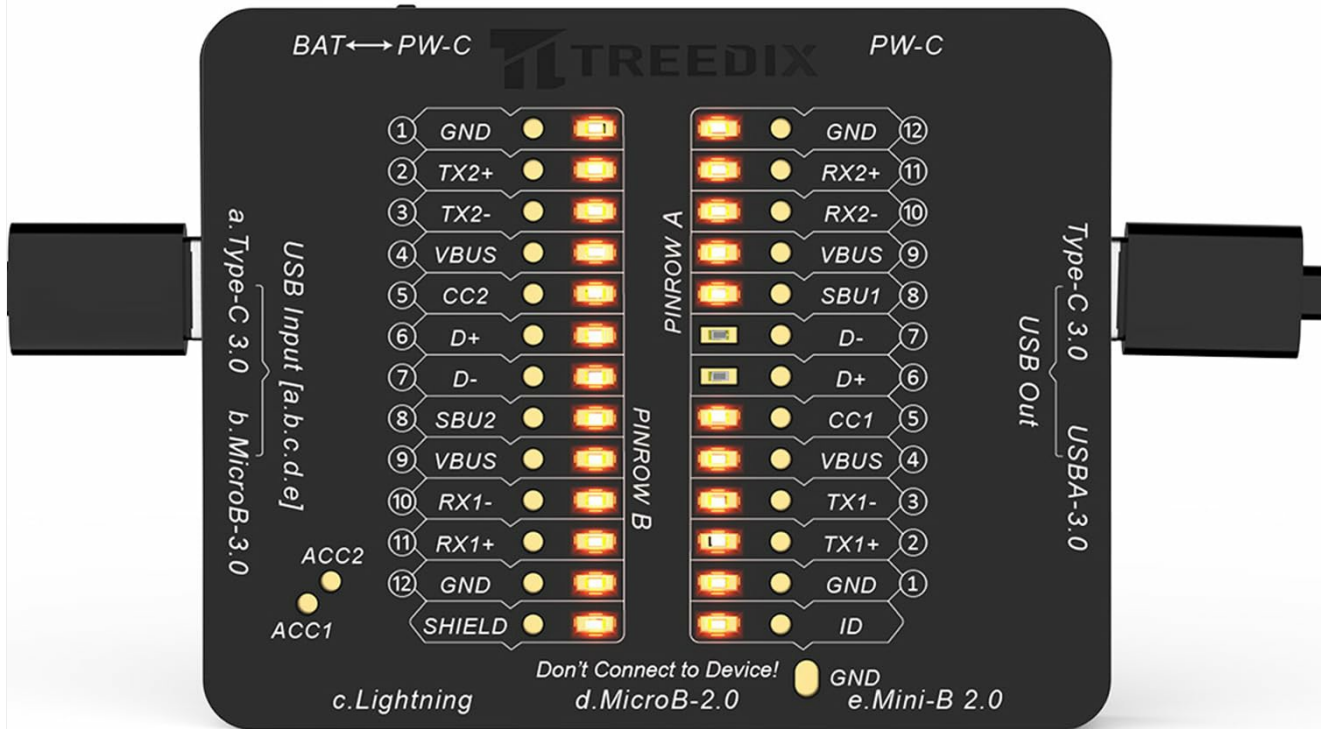 BAT⟷PW-C
TREEDIX
PW-C
① GND
② TX2+
③ TX2-
④ VBUS
⑤ CC2
⑥ D+
⑦ D-
⑧ SBU2
⑨ VBUS
⑩ RX1-
⑪ RX1+
⑫ GND
SHIELD
PINROW B
PINROW A
GND ⑫
RX2+ ⑪
RX2- ⑩
VBUS ⑨
SBU1 ⑧
D- ⑦
D+ ⑥
CC1 ⑤
VBUS ④
TX1- ③
TX1+ ②
GND ①
ID
USB Input [a.b.c.d.e]
a.Type-C 3.0 b.MicroB-3.0
Type-C 3.0 USBA-3.0
USB Out
ACC2
ACC1
Don't Connect to Device!
GND
c.Lightning
d.MicroB-2.0
e.Mini-B 2.0